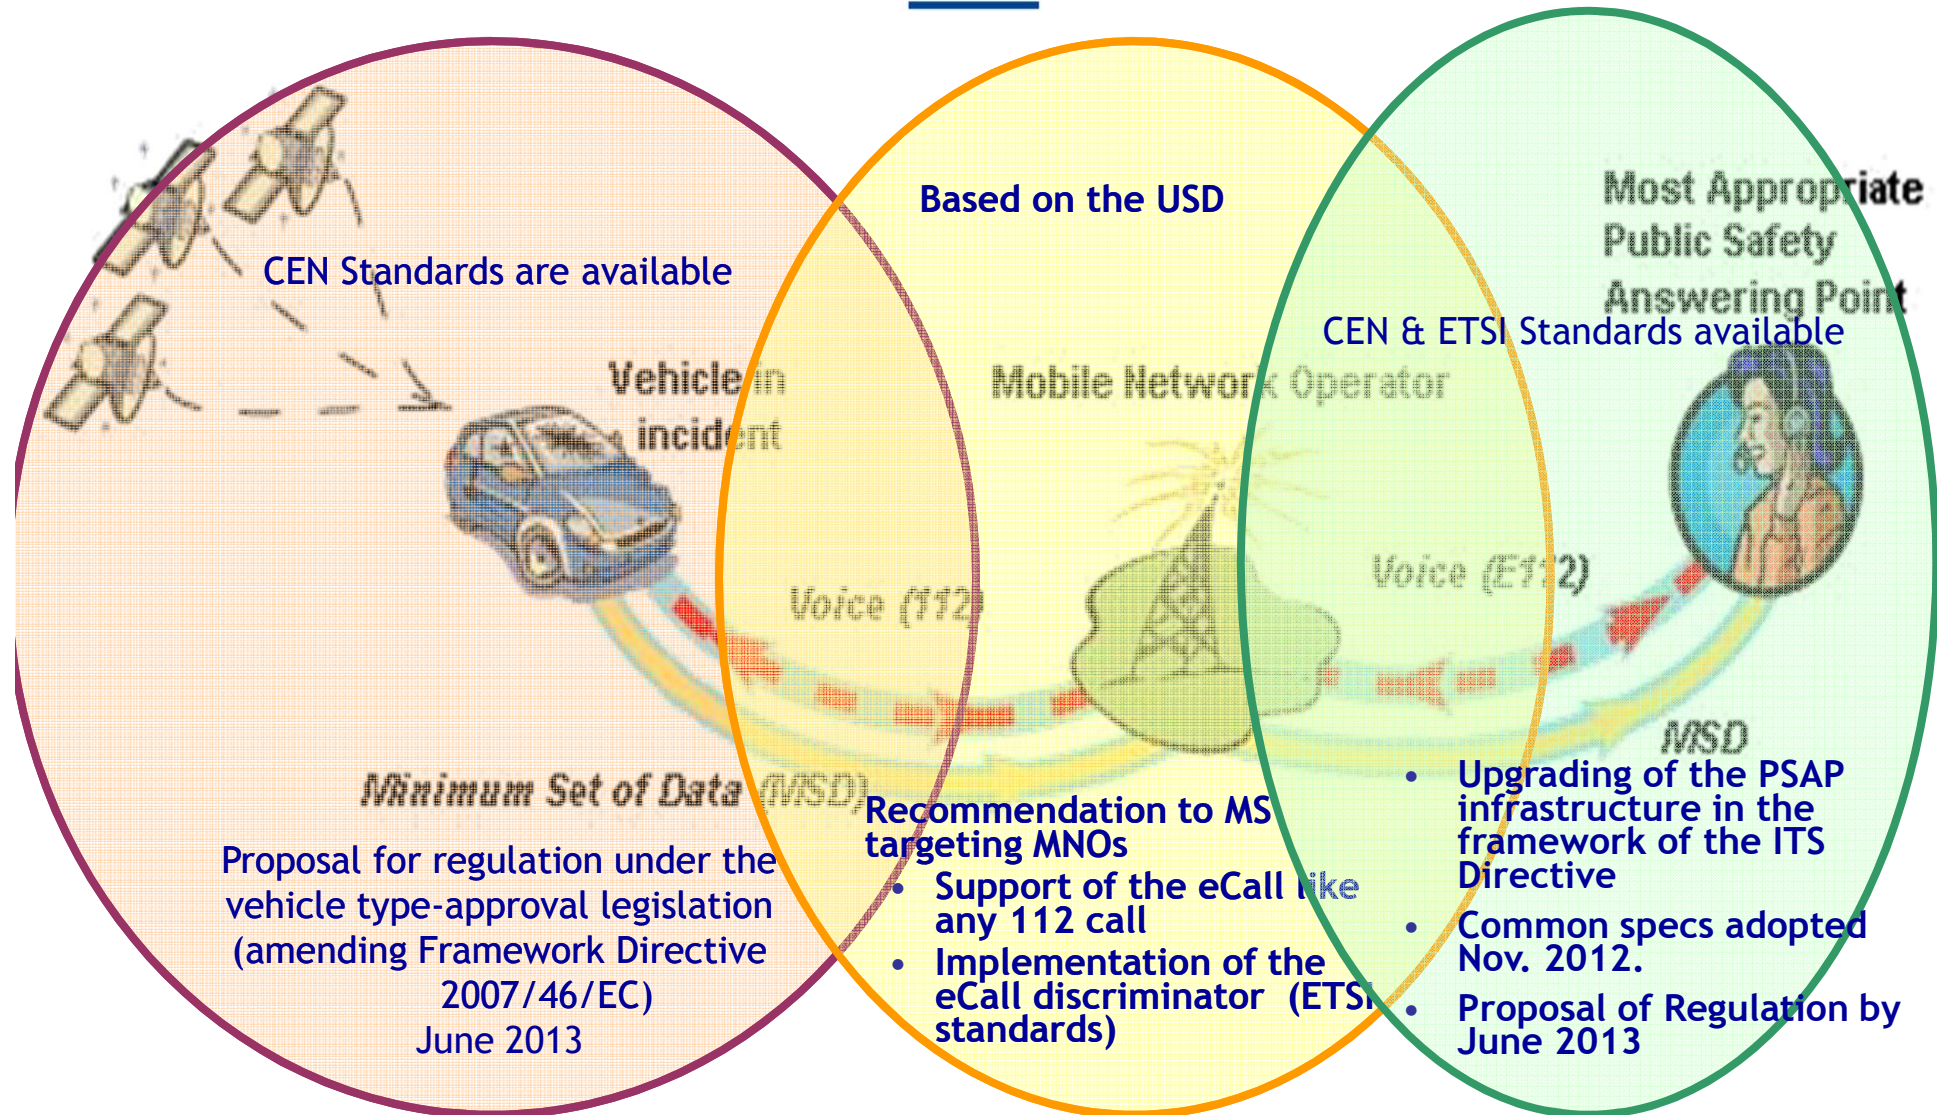 Based on the USD
CEN Standards are available
Most Appropriate
Public Safety
Answering Point
CEN & ETSI Standards available
Vehicle in
incident
Mobile Network Operator
Voice (112)
Voice (E112)
MSD
Minimum Set of Data (MSD)
Proposal for regulation under the
vehicle type-approval legislation
(amending Framework Directive
2007/46/EC)
June 2013
Recommendation to MS
targeting MNOs
• Support of the eCall like
any 112 call
• Implementation of the
eCall discriminator (ETSI
standards)
• Upgrading of the PSAP
infrastructure in the
framework of the ITS
Directive
• Common specs adopted
Nov. 2012.
• Proposal of Regulation by
June 2013